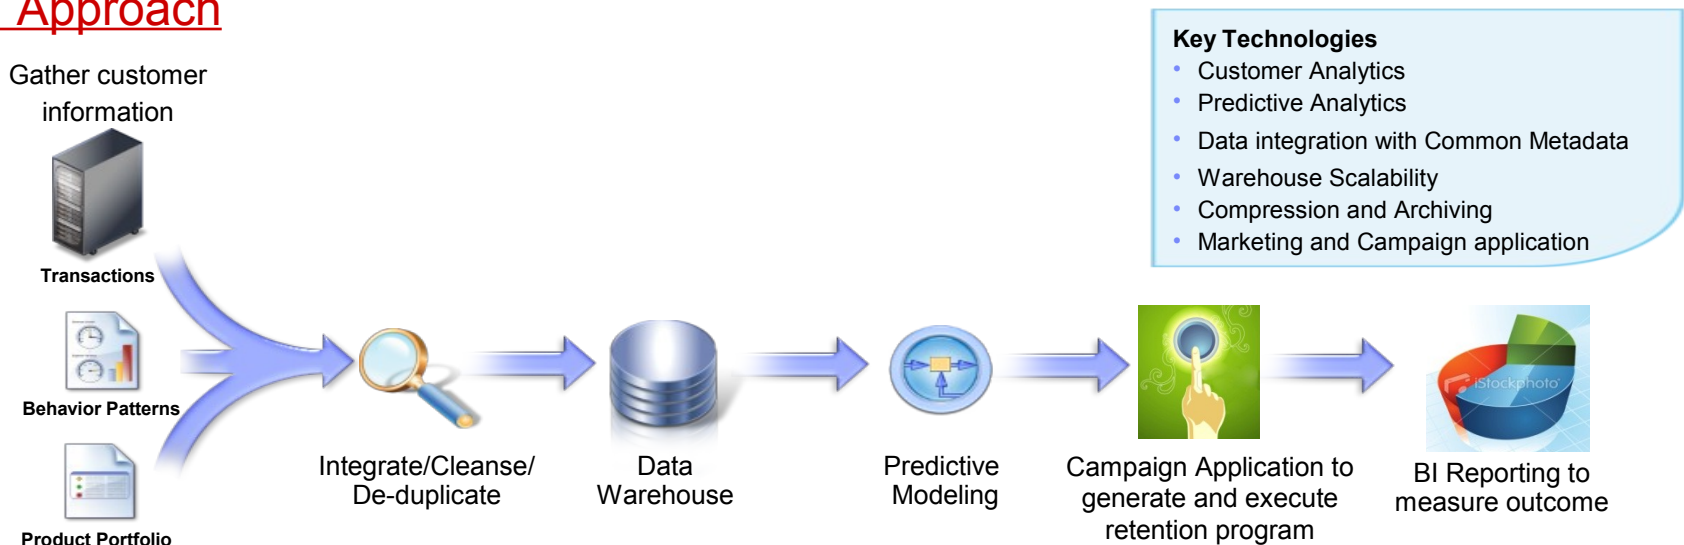 Approach
Gather customer
information
Transactions
Behavior Patterns
Product Portfolio
Integrate/Cleanse/
De-duplicate
Data
Warehouse
Predictive
Modeling
Campaign Application to
generate and execute
retention program
BI Reporting to
measure outcome
iStockphoto
Key Technologies
• Customer Analytics
• Predictive Analytics
• Data integration with Common Metadata
• Warehouse Scalability
• Compression and Archiving
• Marketing and Campaign application